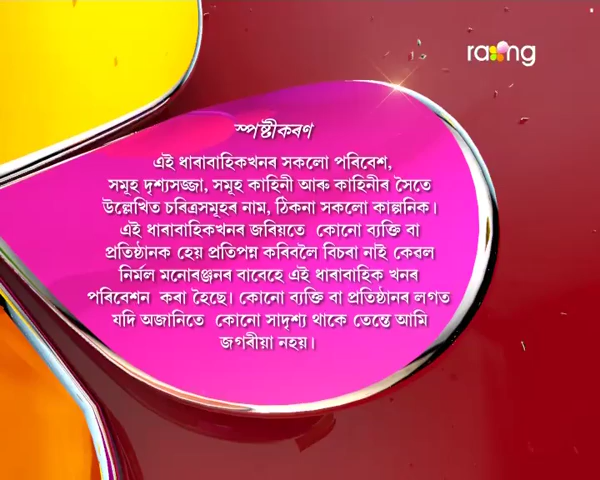 rang
স্পষ্টীকৰণ
এই ধাৰাবাহিকখনৰ সকলো পৰিবেশ,
সমূহ দৃশ্যসজ্জা, সমূহ কাহিনী আৰু কাহিনীৰ সৈতে
উল্লেখিত চৰিত্ৰসমূহৰ নাম, ঠিকনা সকলো কাল্পনিক।
এই ধাৰাবাহিকখনৰ জৰিয়তে কোনো ব্যক্তি বা
প্ৰতিষ্ঠানক হেয় প্ৰতিপন্ন কৰিবলৈ বিচৰা নাই কেৱল
নিৰ্মল মনোৰঞ্জনৰ বাবেহে এই ধাৰাবাহিক খনৰ
পৰিবেশন কৰা হৈছে। কোনো ব্যক্তি বা প্ৰতিষ্ঠানৰ লগত
যদি অজানিতে কোনো সাদৃশ্য থাকে তেন্তে আমি
জগৰীয়া নহয়।